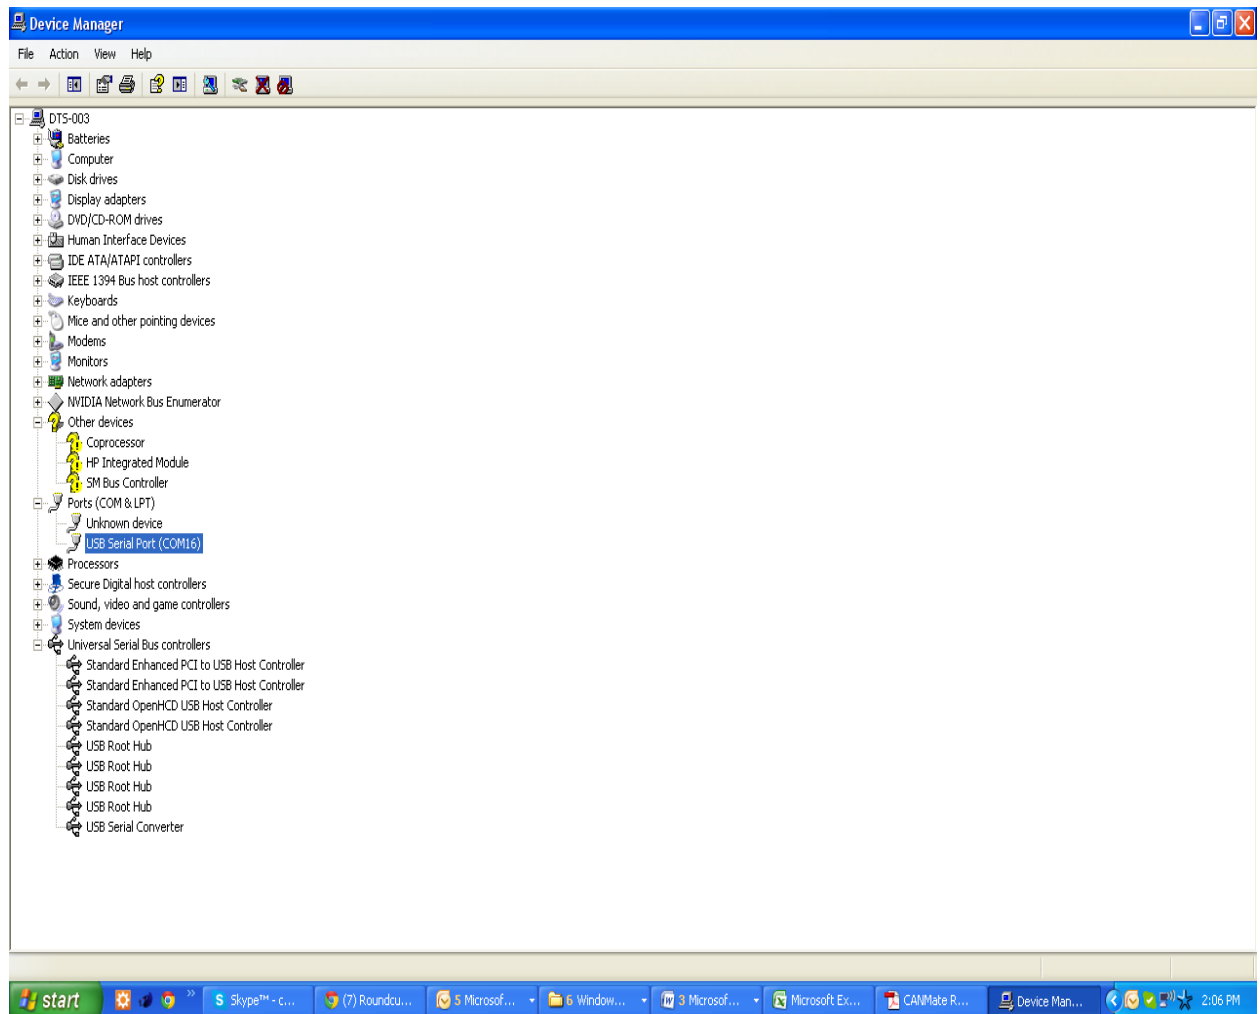 Device Manager
File Action View Help
DTS-003
Batteries
Computer
Disk drives
Display adapters
DVD/CD-ROM drives
Human Interface Devices
IDE ATA/ATAPI controllers
IEEE 1394 Bus host controllers
Keyboards
Mice and other pointing devices
Modems
Monitors
Network adapters
NVIDIA Network Bus Enumerator
Other devices
Coprocessor
HP Integrated Module
SM Bus Controller
Ports (COM & LPT)
Unknown device
USB Serial Port (COM16)
Processors
Secure Digital host controllers
Sound, video and game controllers
System devices
Universal Serial Bus controllers
Standard Enhanced PCI to USB Host Controller
Standard Enhanced PCI to USB Host Controller
Standard OpenHCD USB Host Controller
Standard OpenHCD USB Host Controller
USB Root Hub
USB Root Hub
USB Root Hub
USB Root Hub
USB Serial Converter
start » Skype™ - c... (7) Roundcu... 5 Microsof... 6 Window... 3 Microsof... Microsoft Ex... CANMate R... Device Man... 2:06 PM